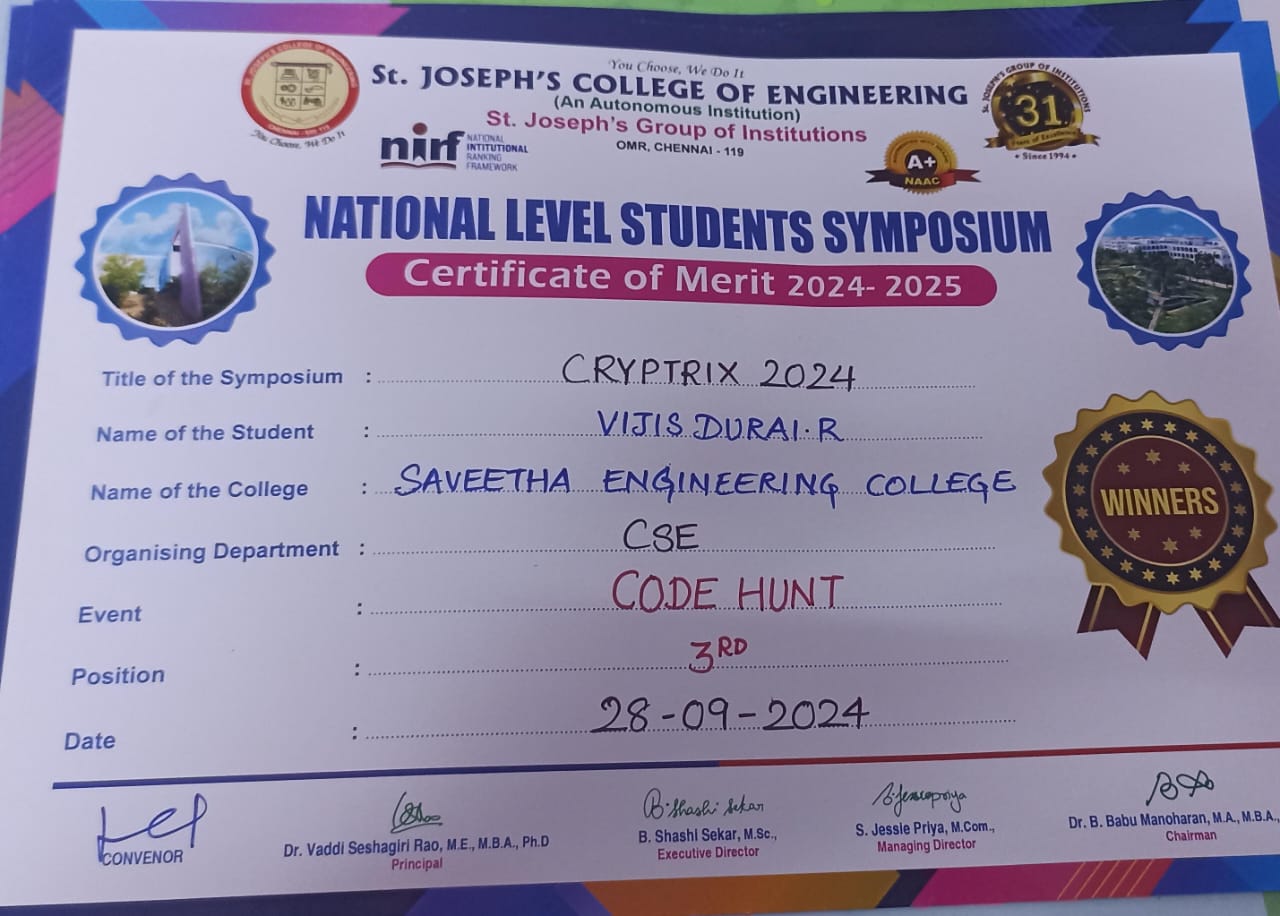 You Choose, We Do It
St. JOSEPH'S COLLEGE OF ENGINEERING
(An Autonomous Institution)
St. Joseph's Group of Institutions
OMR, CHENNAI - 119
St. JOSEPH'S COLLEGE OF ENGINEERING
CHENNAI - 119
You Choose, We Do It
nirf
NATIONAL
INSTITUTIONAL
RANKING
FRAMEWORK
A+
NAAC
St. JOSEPH'S GROUP OF INSTITUTIONS
31
Years of Excellence
• Since 1994 •
NATIONAL LEVEL STUDENTS SYMPOSIUM
Certificate of Merit 2024- 2025
Title of the Symposium : CRYPTRIX 2024
Name of the Student : VIJIS DURAI.R
Name of the College : SAVEETHA ENGINEERING COLLEGE
Organising Department : CSE
Event : CODE HUNT
Position : 3RD
Date : 28-09-2024
WINNERS
CONVENOR
Dr. Vaddi Seshagiri Rao, M.E., M.B.A., Ph.D
Principal
B. Shashi Sekar
B. Shashi Sekar, M.Sc.,
Executive Director
S. Jessie Priya, M.Com.,
Managing Director
Dr. B. Babu Manoharan, M.A., M.B.A.,
Chairman